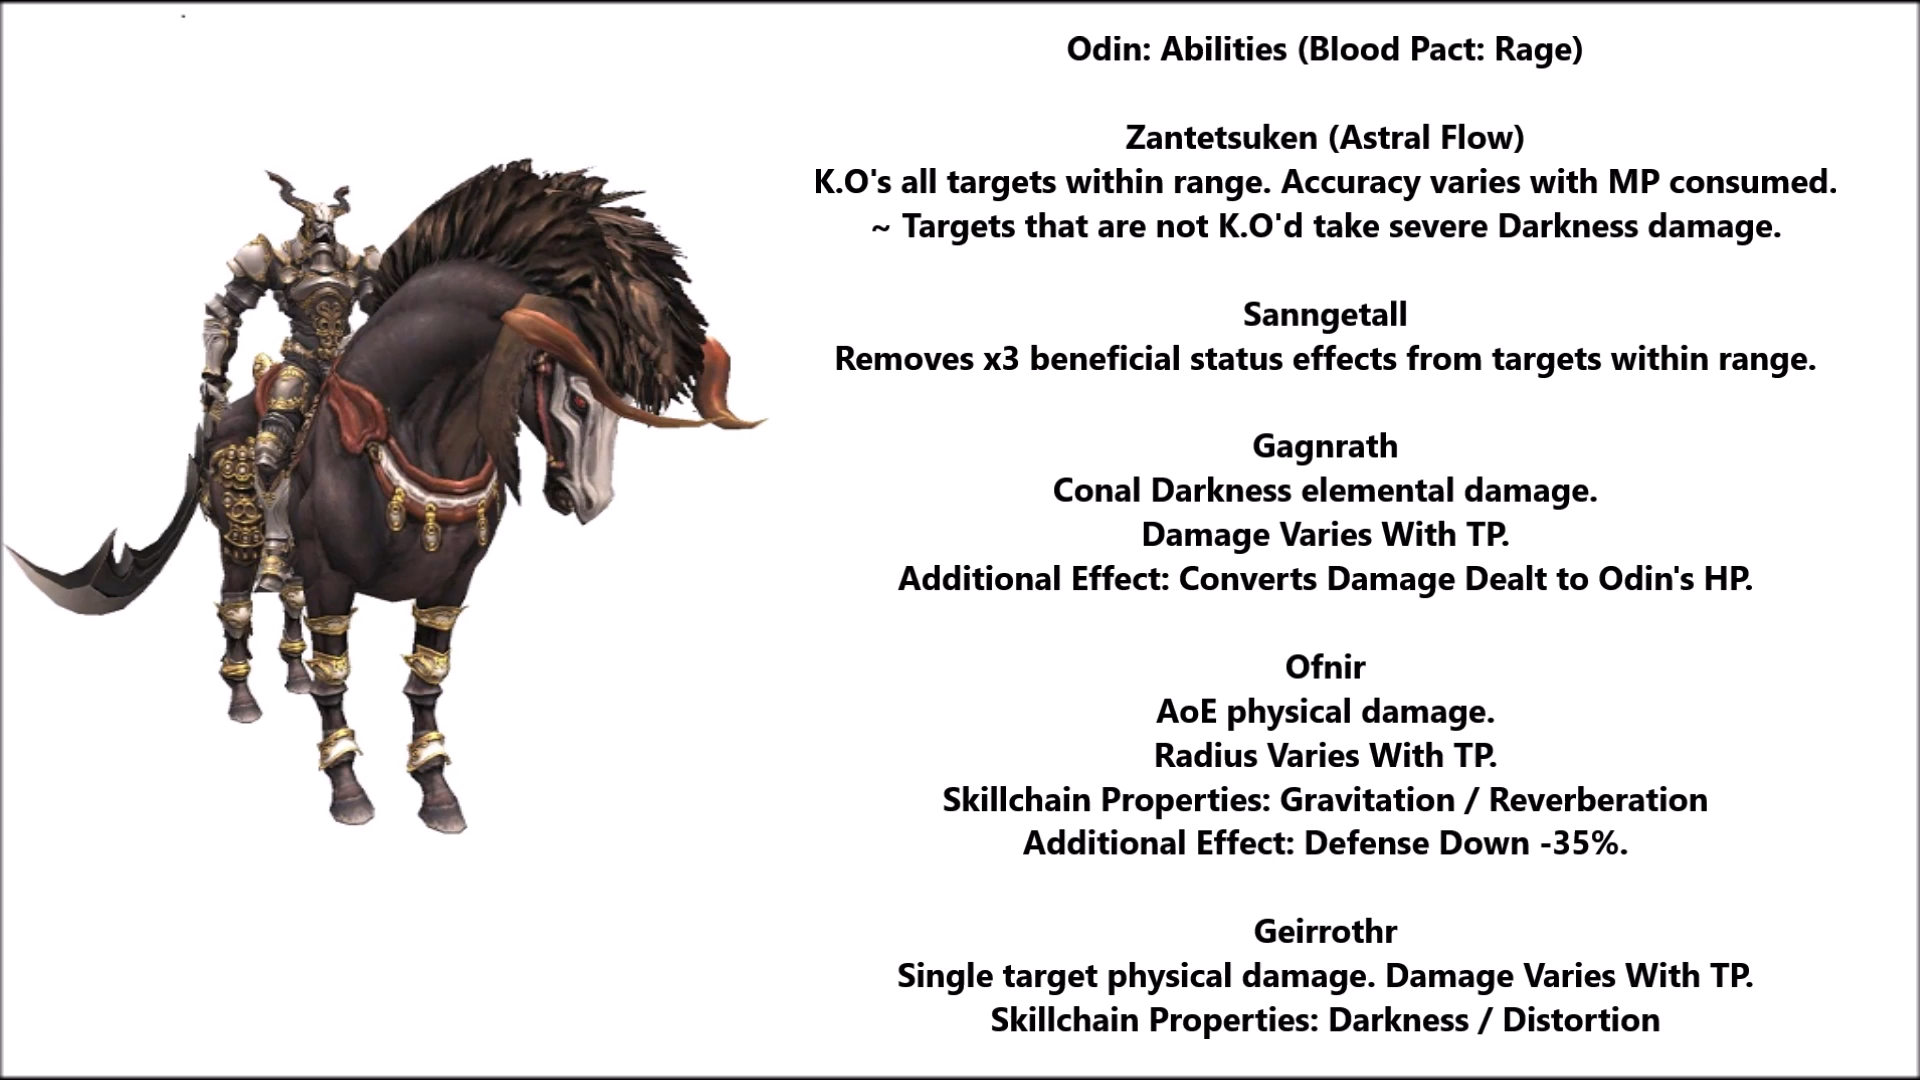 Odin: Abilities (Blood Pact: Rage)
Zantetsuken (Astral Flow)
K.O's all targets within range. Accuracy varies with MP consumed.
~ Targets that are not K.O'd take severe Darkness damage.
Sanngetall
Removes x3 beneficial status effects from targets within range.
Gagnrath
Conal Darkness elemental damage.
Damage Varies With TP.
Additional Effect: Converts Damage Dealt to Odin's HP.
Ofnir
AoE physical damage.
Radius Varies With TP.
Skillchain Properties: Gravitation / Reverberation
Additional Effect: Defense Down -35%.
Geirrothr
Single target physical damage. Damage Varies With TP.
Skillchain Properties: Darkness / Distortion